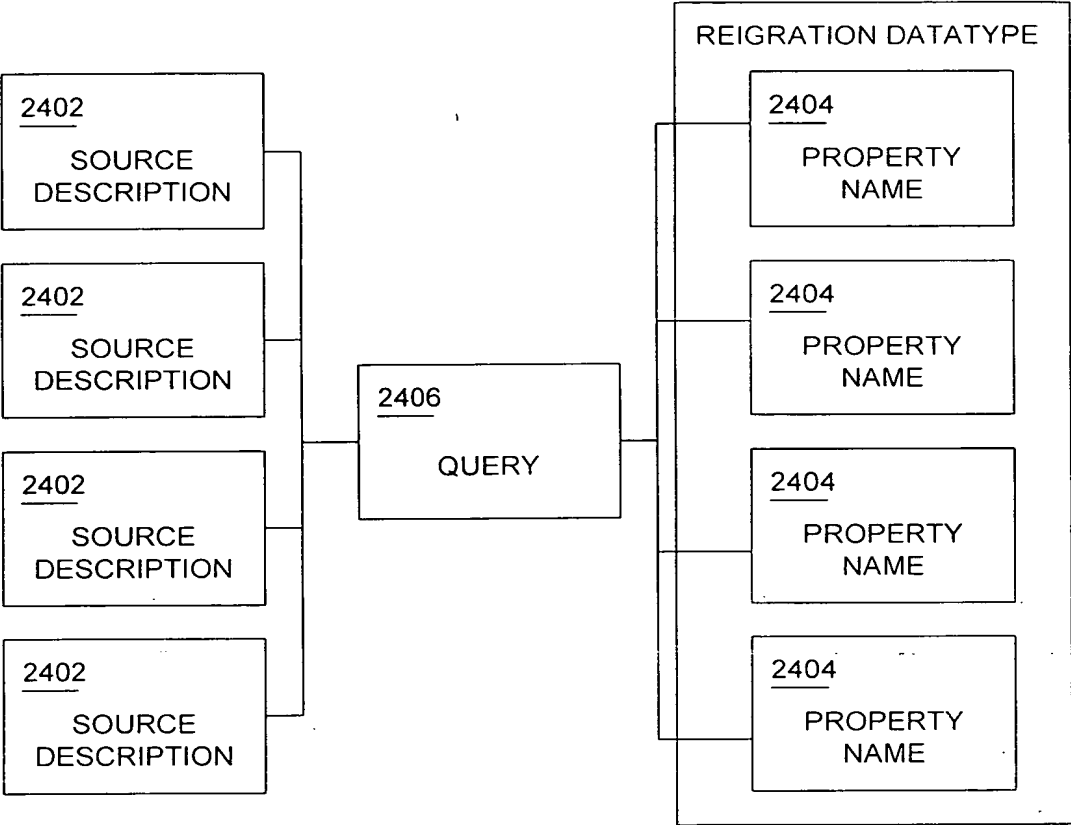 REIGRATION DATATYPE
2402
SOURCE
DESCRIPTION
2402
SOURCE
DESCRIPTION
2402
SOURCE
DESCRIPTION
2402
SOURCE
DESCRIPTION
2406
QUERY
2404
PROPERTY
NAME
2404
PROPERTY
NAME
2404
PROPERTY
NAME
2404
PROPERTY
NAME